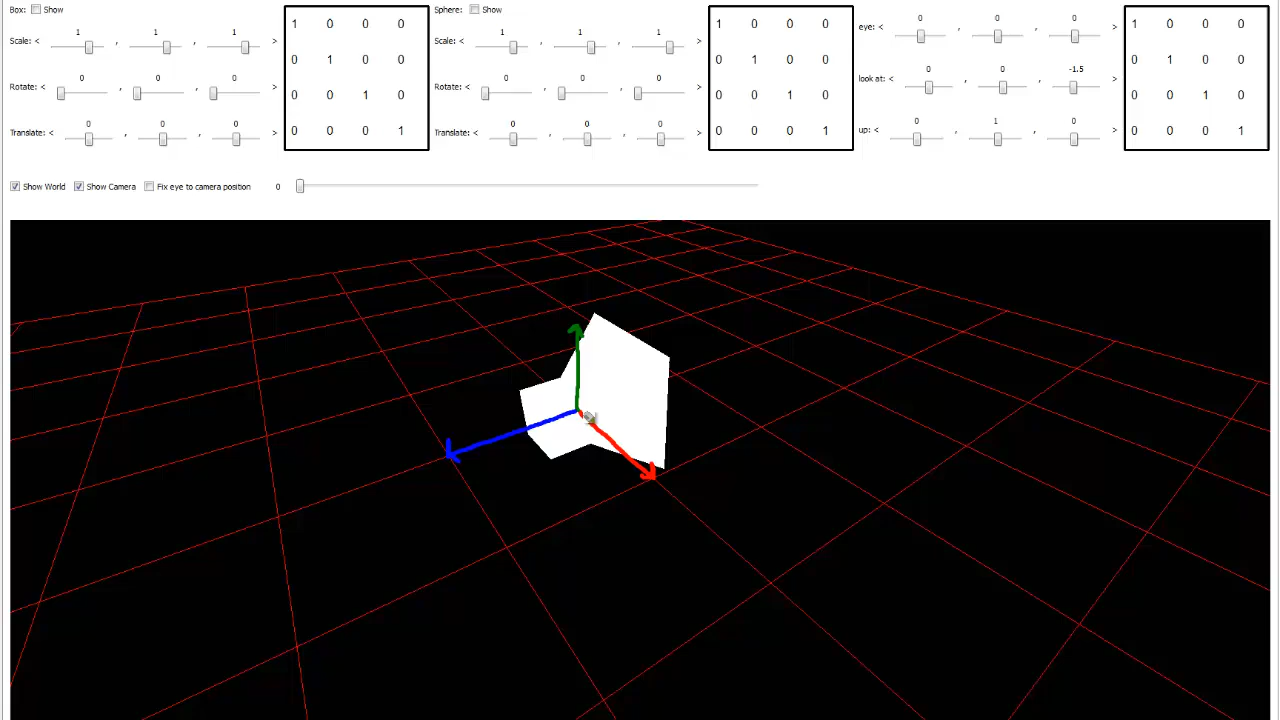 Box: Show
Scale: < 1 , 1 , 1 >
Rotate: < 0 , 0 , 0
Translate: < 0 , 0 , 0 >
1 0 0 0
0 1 0 0
0 0 1 0
0 0 0 1
Sphere: Show
Scale: < 1 , 1 , 1 >
Rotate: < 0 , 0 , 0
Translate: < 0 , 0 , 0 >
1 0 0 0
0 1 0 0
0 0 1 0
0 0 0 1
eye: < 0 , 0 , 0 >
look at: < 0 , 0 , -1.5 >
up: < 0 , 1 , 0 >
1 0 0 0
0 1 0 0
0 0 1 0
0 0 0 1
Show World Show Camera Fix eye to camera position 0